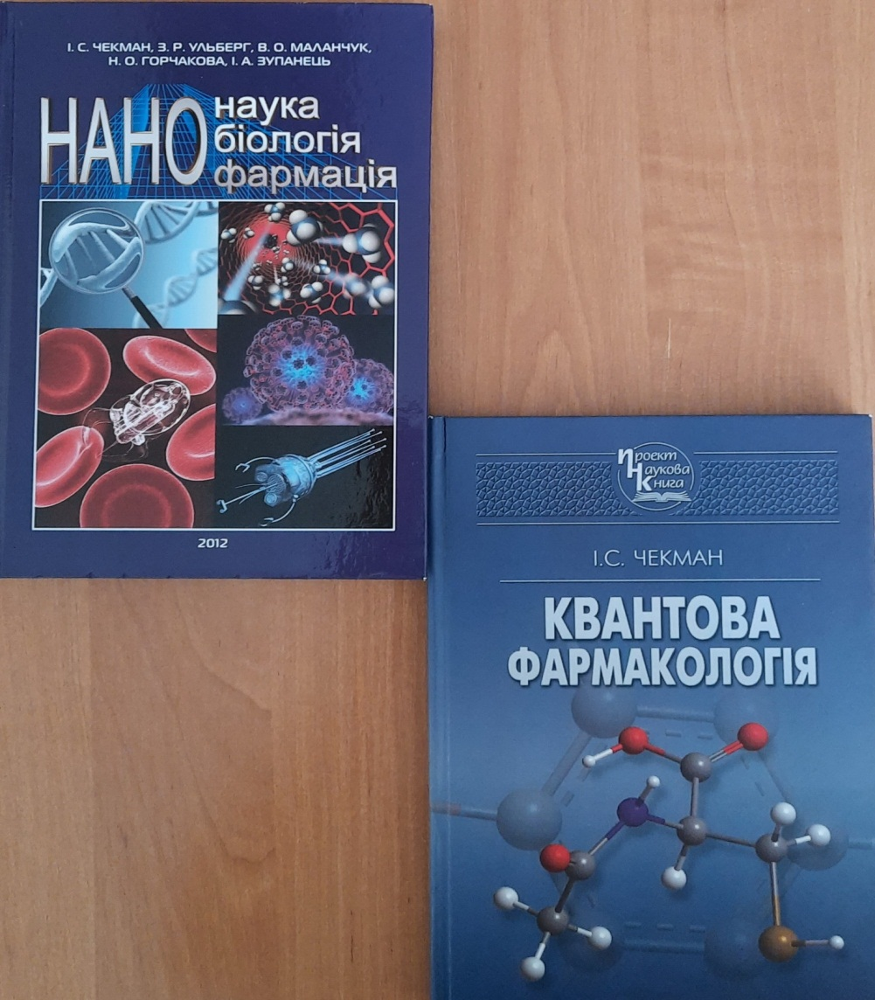 І. С. ЧЕКМАН, З. Р. УЛЬБЕРГ, В. О. МАЛАНЧУК,
Н. О. ГОРЧАКОВА, І. А. ЗУПАНЕЦЬ
НАНО
наука
біологія
фармація
2012
Проект
Наукова
Книга
І.С. ЧЕКМАН
КВАНТОВА
ФАРМАКОЛОГІЯ